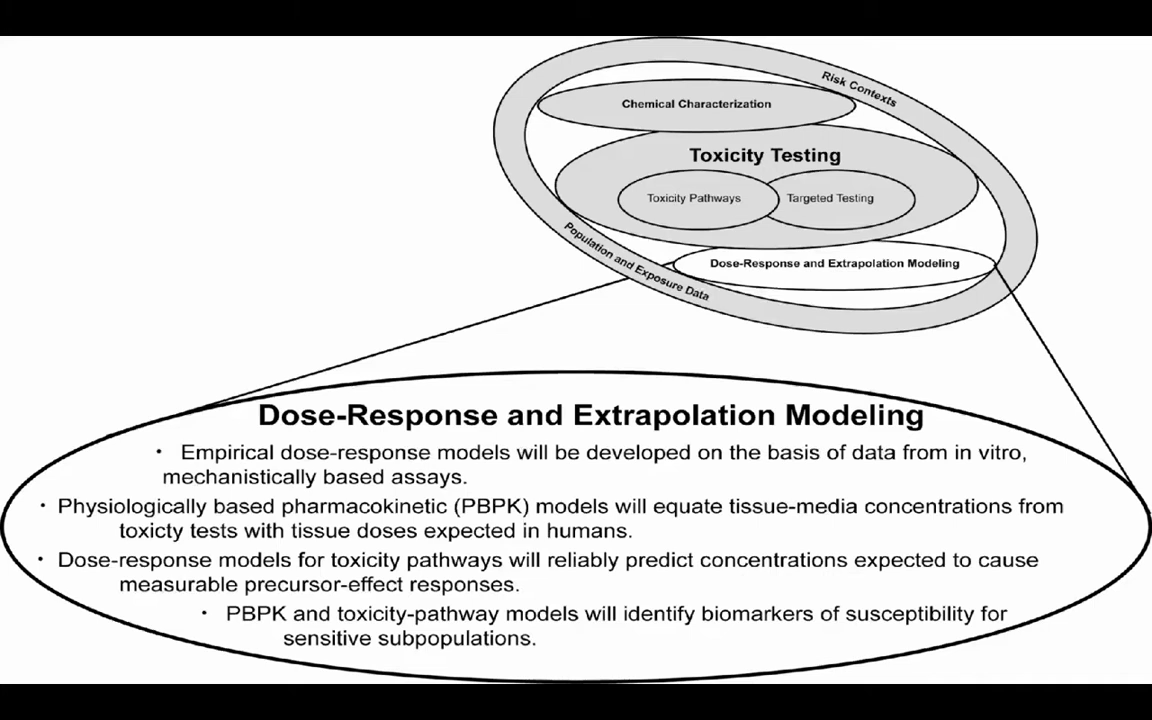 Risk Contexts
Chemical Characterization
Toxicity Testing
Toxicity Pathways
Targeted Testing
Population and Exposure Data
Dose-Response and Extrapolation Modeling
Dose-Response and Extrapolation Modeling
• Empirical dose-response models will be developed on the basis of data from in vitro,
mechanistically based assays.
• Physiologically based pharmacokinetic (PBPK) models will equate tissue-media concentrations from
toxicty tests with tissue doses expected in humans.
• Dose-response models for toxicity pathways will reliably predict concentrations expected to cause
measurable precursor-effect responses.
• PBPK and toxicity-pathway models will identify biomarkers of susceptibility for
sensitive subpopulations.